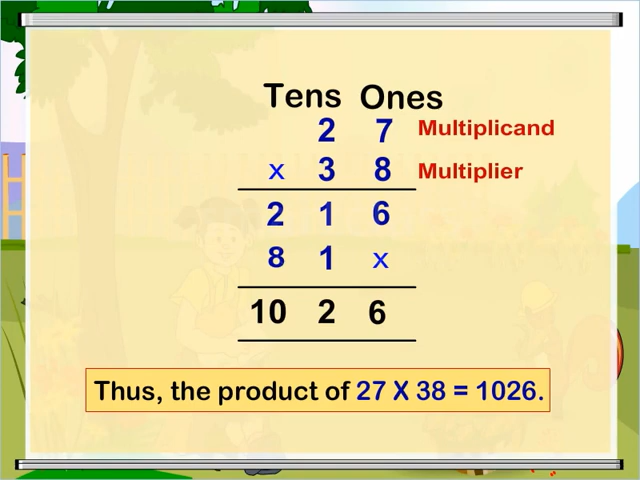 Tens Ones
2 7 Multiplicand
x 3 8 Multiplier
2 1 6
8 1 x
10 2 6
Thus, the product of 27 X 38 = 1026.